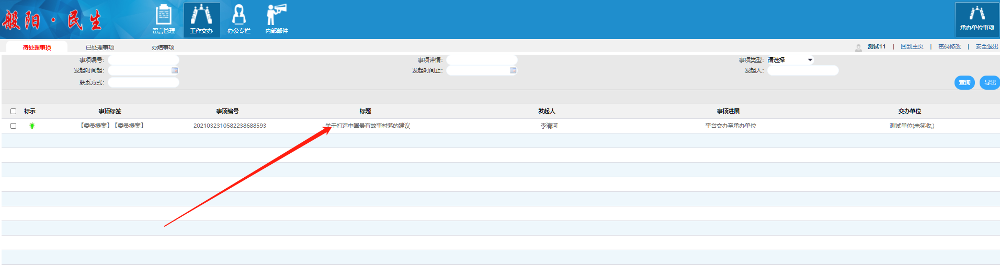 般阳·民生
留言管理 工作交办 办公专栏 内部邮件 承办单位事项
待处理事项 已处理事项 办结事项 测试11 | 回到主页 | 密码修改 | 安全退出
事项编号: 事项详情: 事项类型: 请选择
发起时间起: 发起时间止: 发起人:
联系方式:
查询 导出
标示 事项标签 事项编号 标题 发起人 事项进展 交办单位
【委员提案】【委员提案】 2021032310582238688593 关于打造中国最有故事村落的建议 李清河 平台交办至承办单位 测试单位(未签收,)